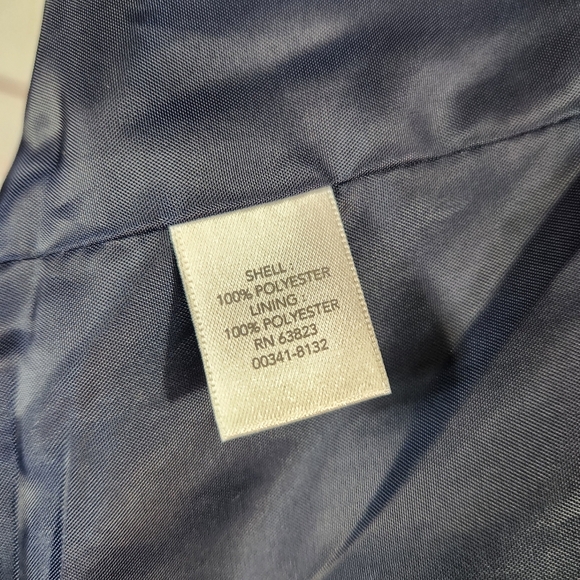 SHELL :
100% POLYESTER
LINING :
100% POLYESTER
RN 63823
00341-8132